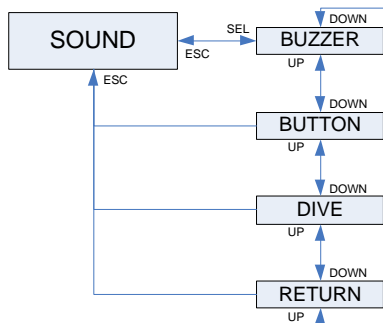 DOWN
SOUND
SEL
BUZZER
ESC
UP
ESC
DOWN
BUTTON
UP
DOWN
DIVE
UP
DOWN
RETURN
UP